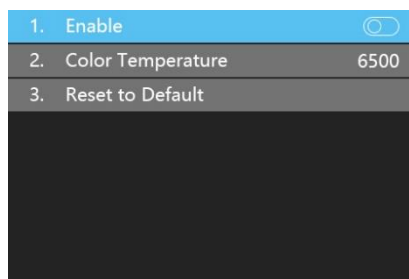 1. Enable
2. Color Temperature 6500
3. Reset to Default